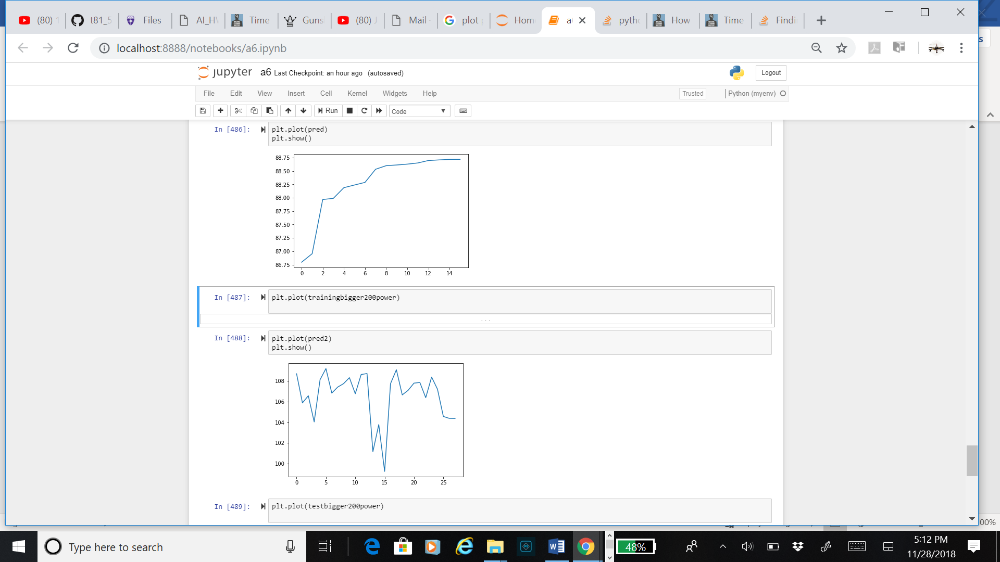 (80) 1
t81_5
Files
AI_H\
Time
Guns
(80) J
Mail
plot
Hom
a
pytho
How
Time
Findi
localhost:8888/notebooks/a6.ipynb
s
jupyter a6 Last Checkpoint: an hour ago (autosaved)
Logout
File Edit View Insert Cell Kernel Widgets Help
Trusted Python (myenv)
Run Code
In [486]: plt.plot(pred)
plt.show()
88.75
88.50
88.25
88.00
87.75
87.50
87.25
87.00
86.75
0 2 4 6 8 10 12 14
In [487]: plt.plot(trainingbigger200power)
...
In [488]: plt.plot(pred2)
plt.show()
108
106
104
102
100
0 5 10 15 20 25
In [489]: plt.plot(testbigger200power)
00%
Type here to search
48%
5:12 PM
11/28/2018